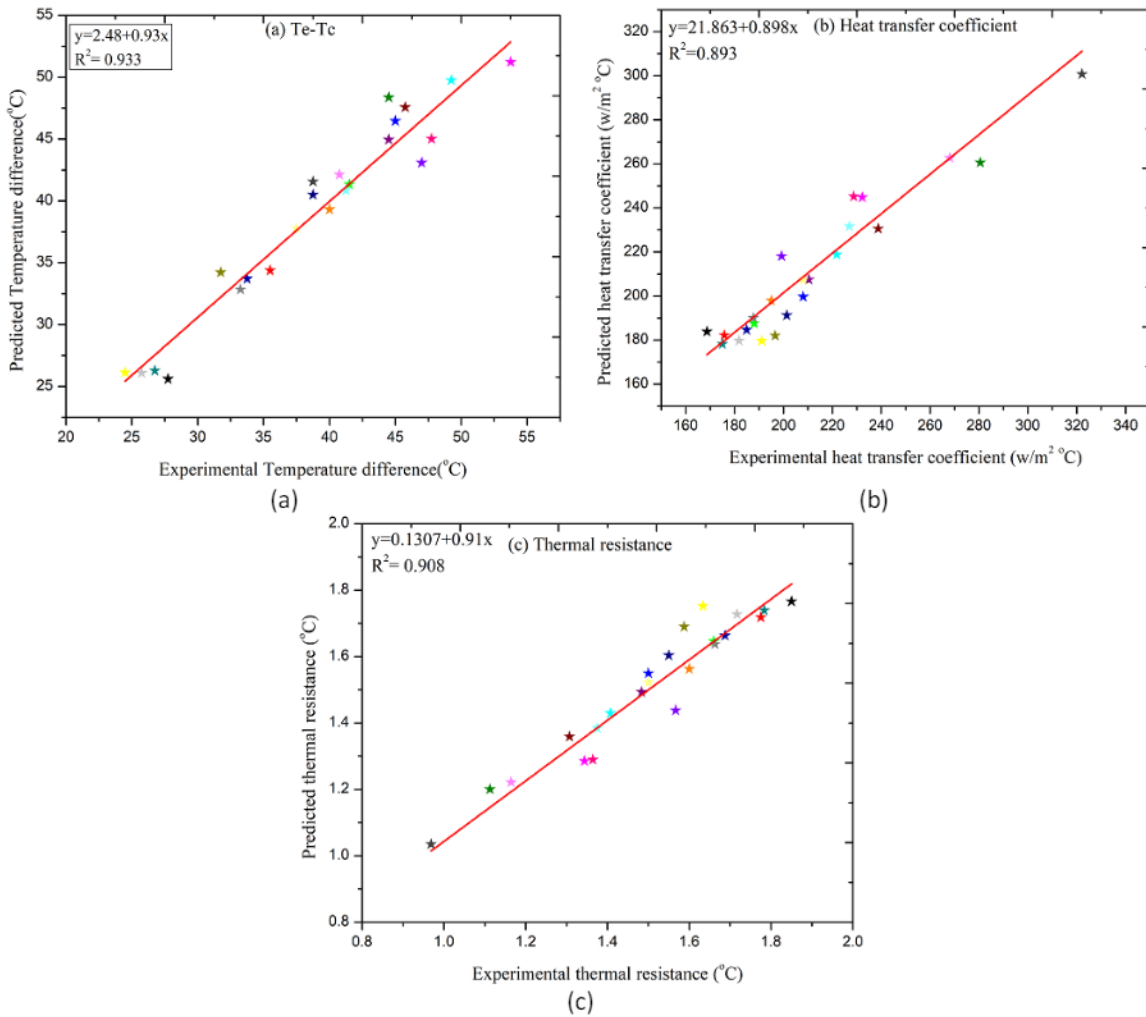 y=2.48+0.93x
R²= 0.933
(a) Te-Tc
55
50
45
40
35
30
25
Predicted Temperature difference(°C)
20 25 30 35 40 45 50 55
Experimental Temperature difference(°C)
(a)
y=21.863+0.898x
R²=0.893
(b) Heat transfer coefficient
320
300
280
260
240
220
200
180
160
Predicted heat transfer coefficient (w/m² °C)
160 180 200 220 240 260 280 300 320 340
Experimental heat transfer coefficient (w/m² °C)
(b)
y=0.1307+0.91x
R²= 0.908
(c) Thermal resistance
2.0
1.8
1.6
1.4
1.2
1.0
0.8
Predicted thermal resistance (°C)
0.8 1.0 1.4 1.6 1.8 2.0
Experimental thermal resistance (°C)
(c)